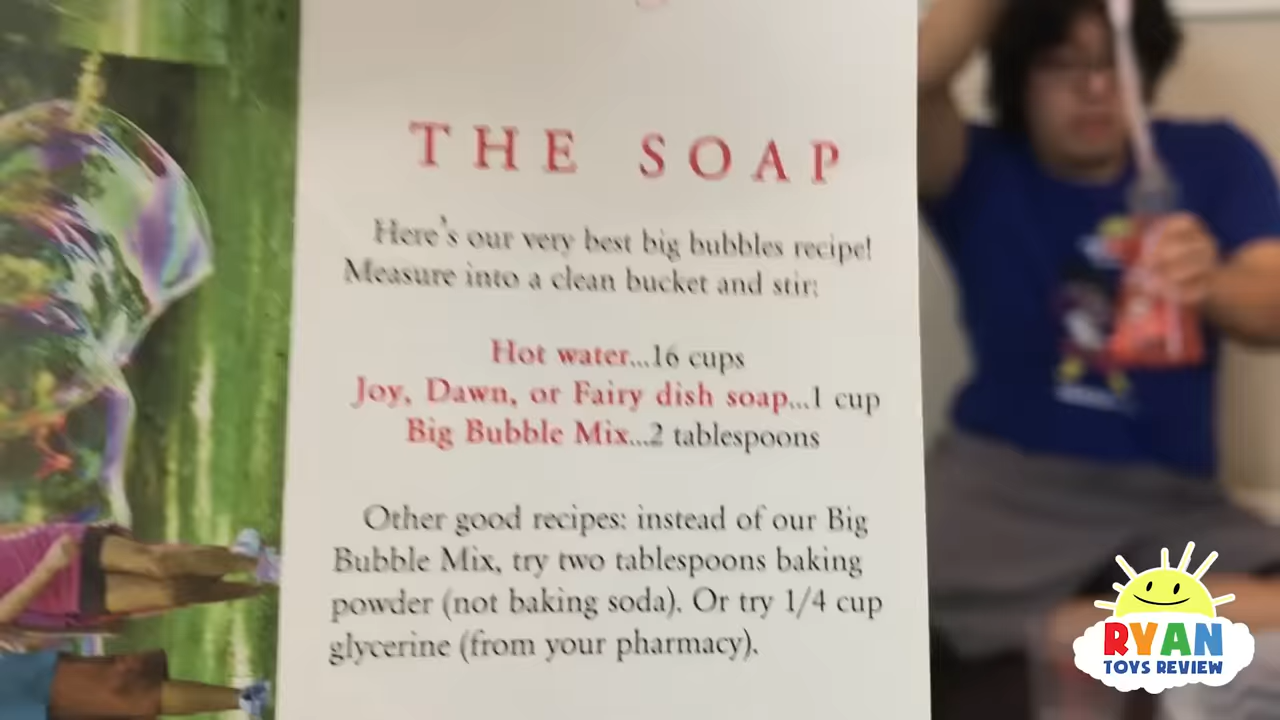 THE SOAP
Here's our very best big bubbles recipe!
Measure into a clean bucket and stir:
Hot water...16 cups
Joy, Dawn, or Fairy dish soap...1 cup
Big Bubble Mix...2 tablespoons
Other good recipes: instead of our Big
Bubble Mix, try two tablespoons baking
powder (not baking soda). Or try 1/4 cup
glycerine (from your pharmacy).
RYAN
TOYS REVIEW